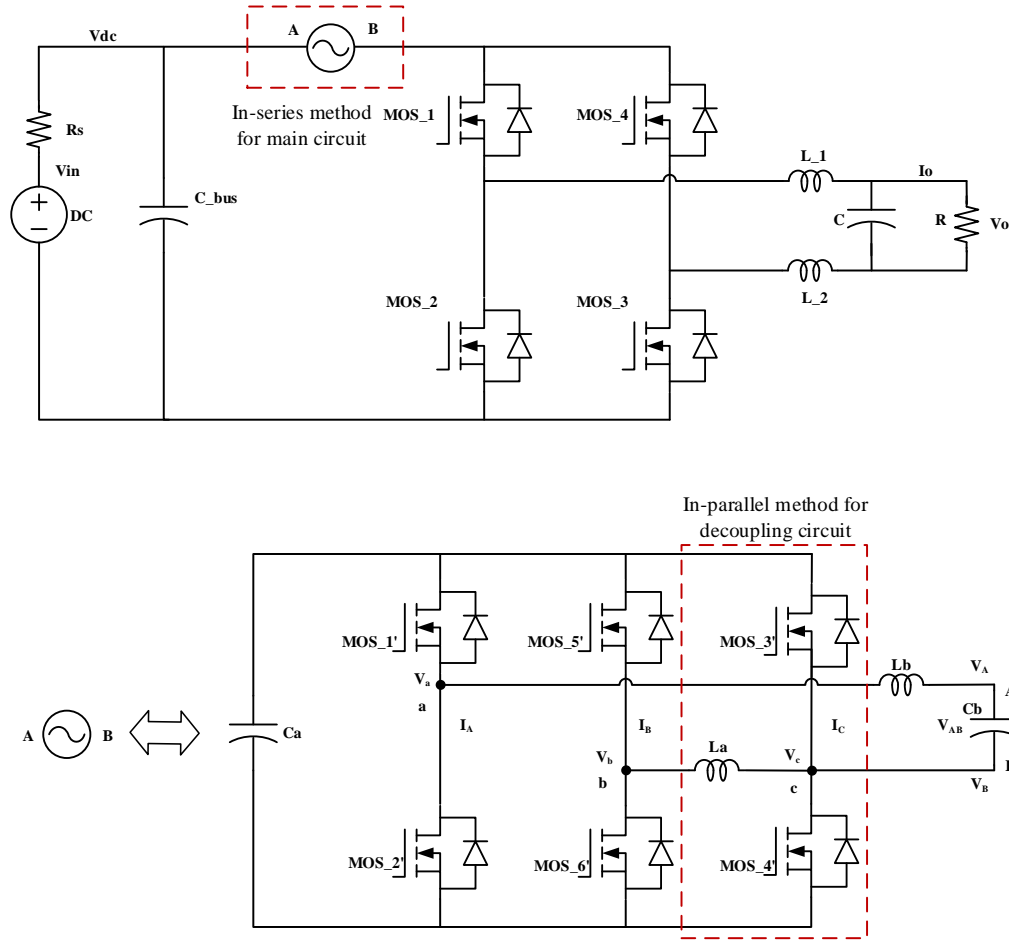 A
B
Vdc
In-series method
for main circuit
MOS_1
MOS_4
Rs
Vin
DC
C_bus
L_1
Io
C
R
Vo
L_2
MOS_2
MOS_3
In-parallel method for
decoupling circuit
MOS_1'
MOS_5'
MOS_3'
Va
a
Lb
VA
A
Cb
VAB
IA
IB
IC
A
B
Ca
Vb
b
La
Vc
c
VB
MOS_2'
MOS_6'
MOS_4'